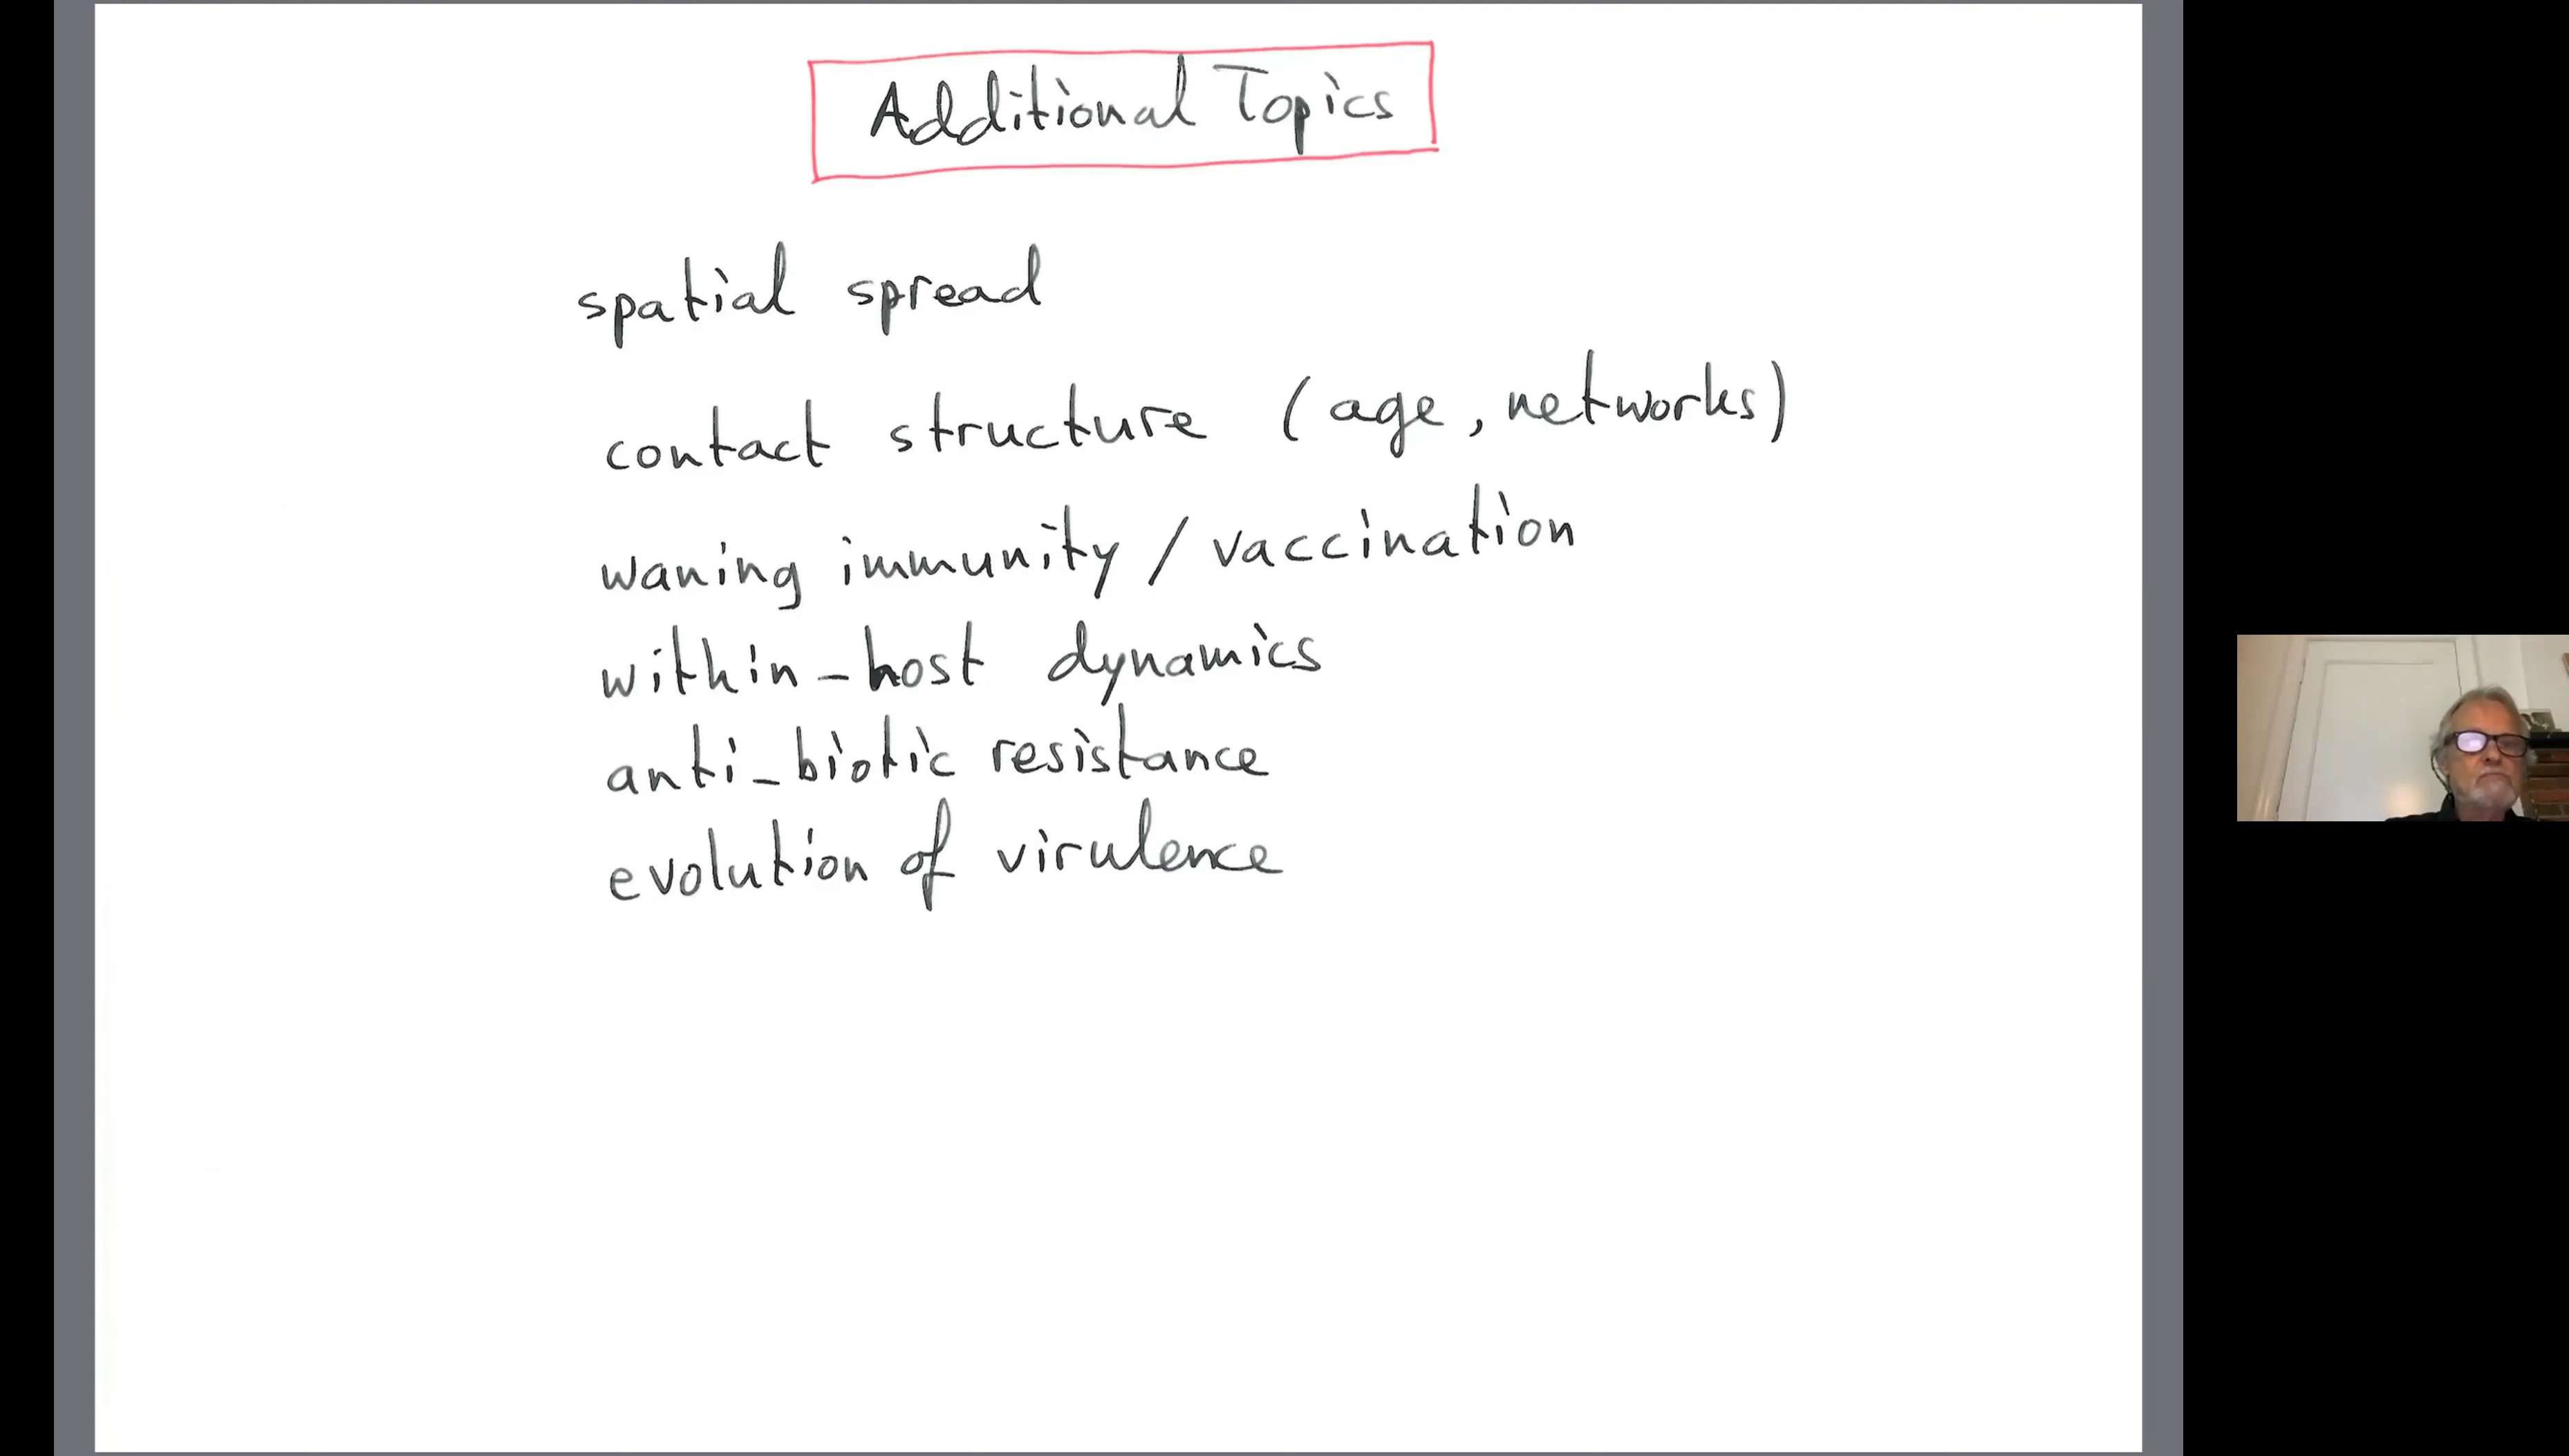 Additional Topics
spatial spread
contact structure (age, networks)
waning immunity / vaccination
within-host dynamics
anti-biotic resistance
evolution of virulence